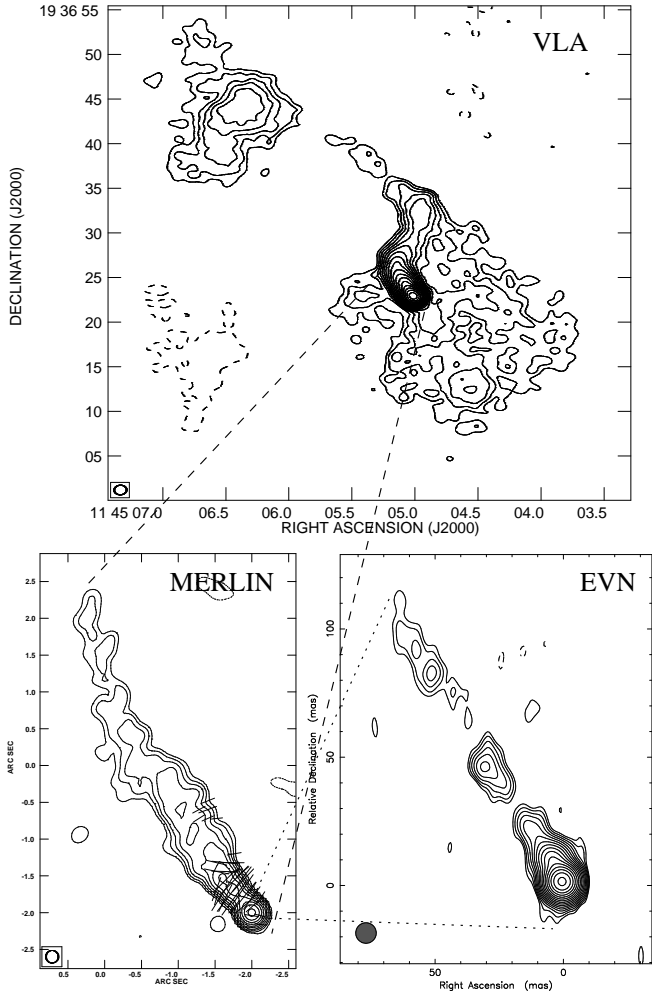 19 36 55
VLA
50
45
40
35
30
25
20
15
10
05
DECLINATION (J2000)
11 45 07.0 06.5 06.0 05.5 05.0 04.5 04.0 03.5
RIGHT ASCENSION (J2000)
MERLIN
2.5
2.0
1.5
1.0
0.5
0.0
-0.5
-1.0
-1.5
-2.0
-2.5
ARC SEC
0.5 0.0 -0.5 -1.0 -1.5 -2.0 -2.5
ARC SEC
EVN
100
50
0
Relative Declination (mas)
50 0
Right Ascension (mas)